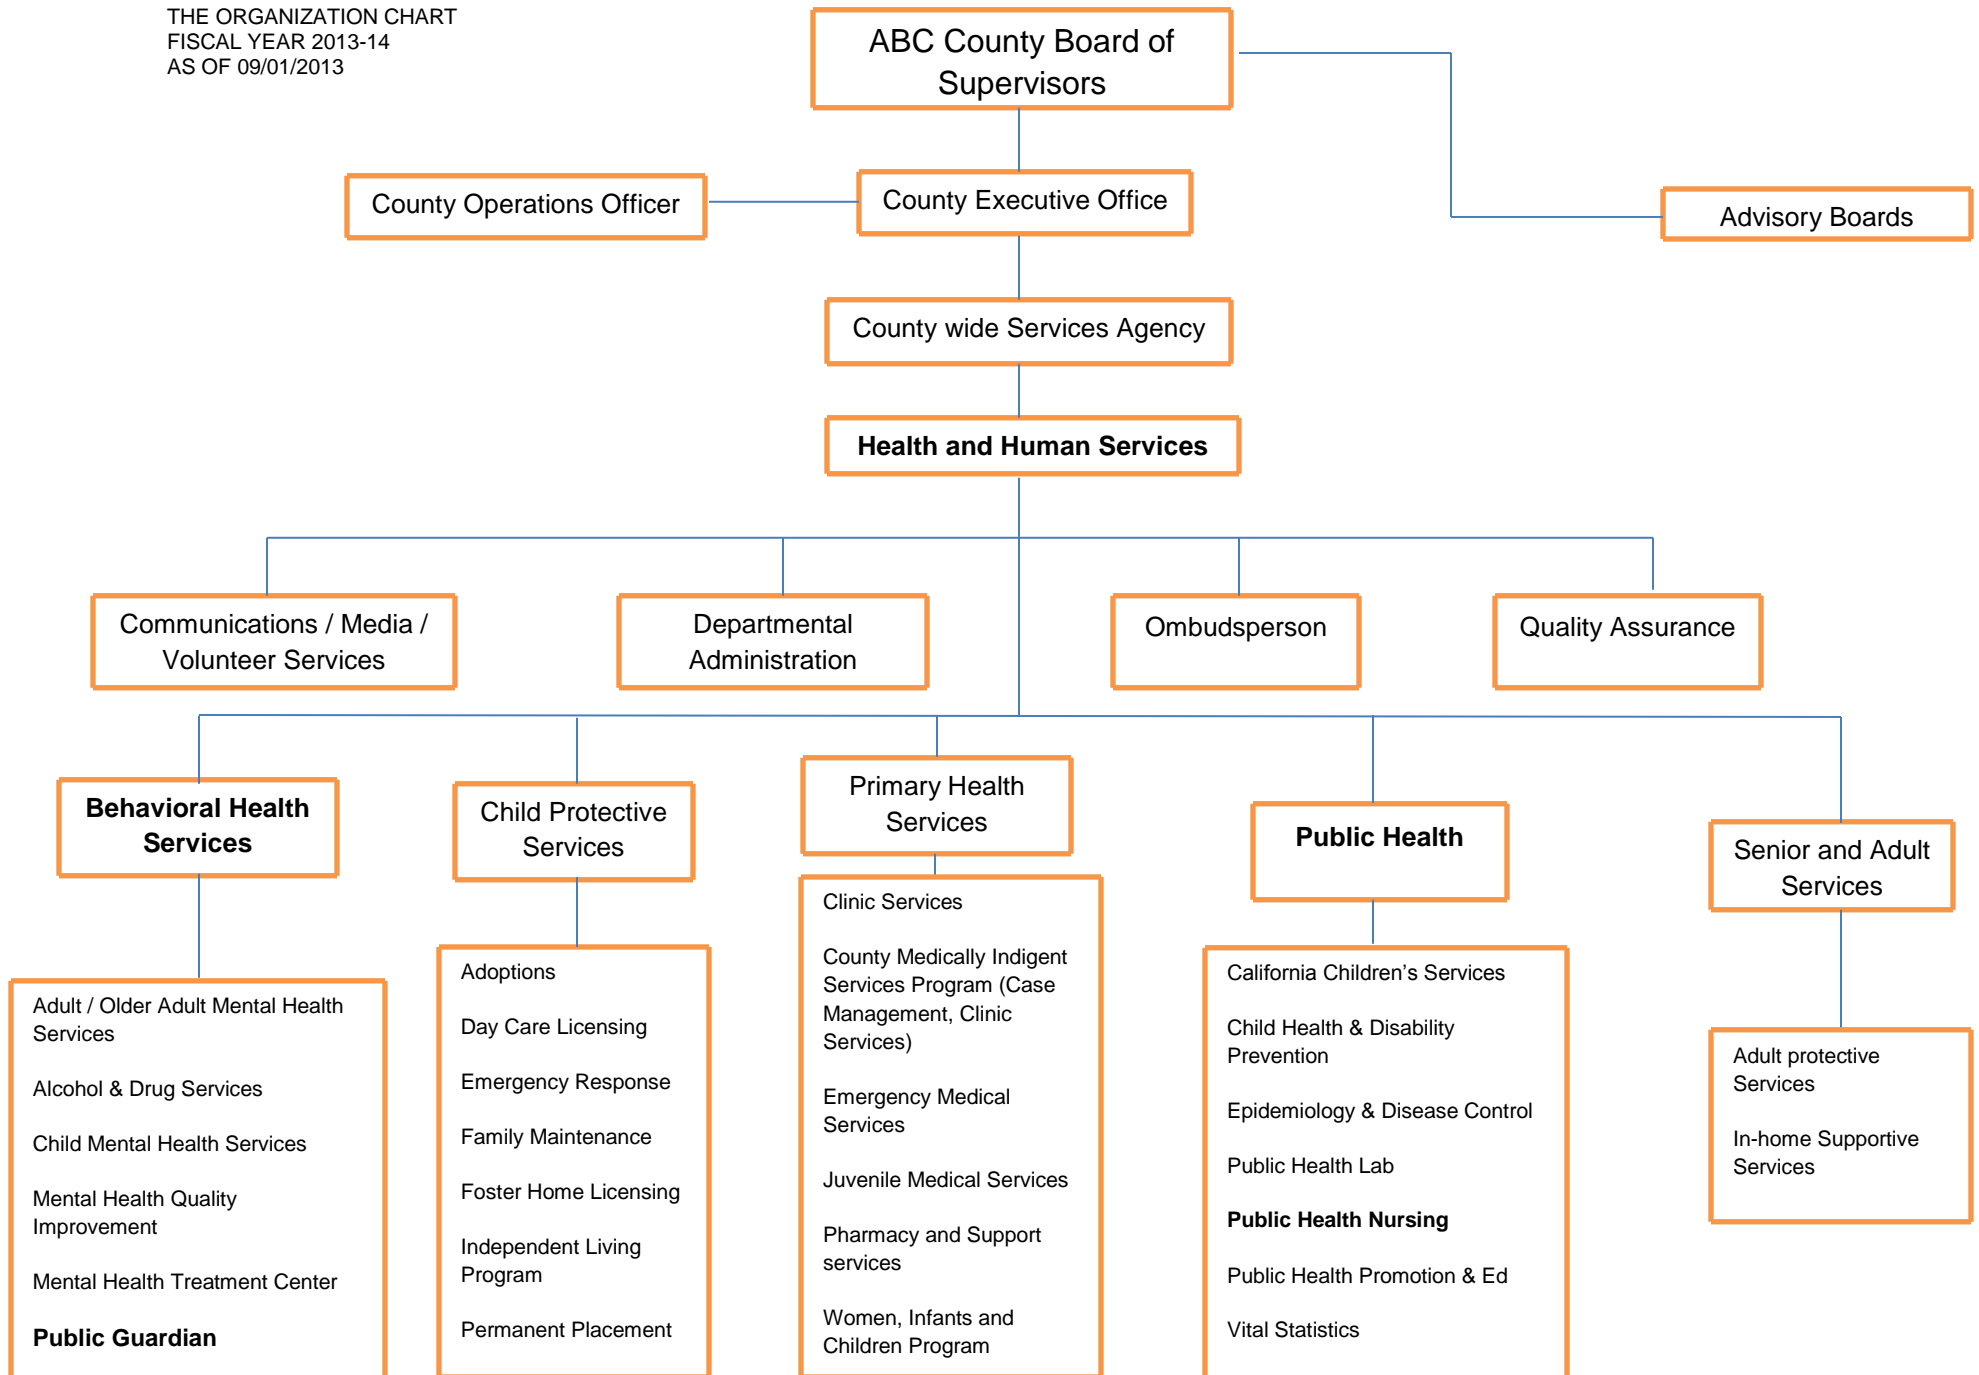 THE ORGANIZATION CHART
FISCAL YEAR 2013-14
AS OF 09/01/2013
ABC County Board of
Supervisors
County Operations Officer
County Executive Office
Advisory Boards
County wide Services Agency
Health and Human Services
Communications / Media /
Volunteer Services
Departmental
Administration
Ombudsperson
Quality Assurance
Behavioral Health
Services
Child Protective
Services
Primary Health
Services
Public Health
Senior and Adult
Services
Adult / Older Adult Mental Health
Services
Alcohol & Drug Services
Child Mental Health Services
Mental Health Quality
Improvement
Mental Health Treatment Center
Public Guardian
Adoptions
Day Care Licensing
Emergency Response
Family Maintenance
Foster Home Licensing
Independent Living
Program
Permanent Placement
Clinic Services
County Medically Indigent
Services Program (Case
Management, Clinic
Services)
Emergency Medical
Services
Juvenile Medical Services
Pharmacy and Support
services
Women, Infants and
Children Program
California Children’s Services
Child Health & Disability
Prevention
Epidemiology & Disease Control
Public Health Lab
Public Health Nursing
Public Health Promotion & Ed
Vital Statistics
Adult protective
Services
In-home Supportive
Services